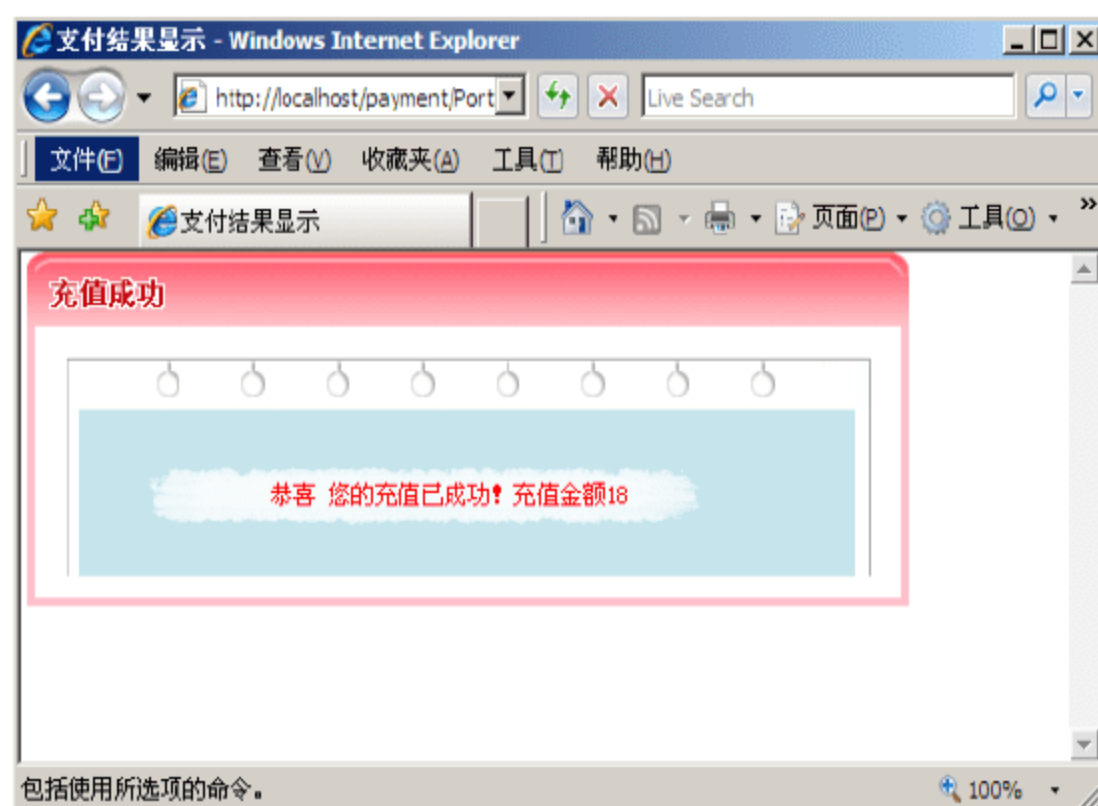 支付结果显示 - Windows Internet Explorer
http://localhost/payment/Port
Live Search
文件(F) 编辑(E) 查看(V) 收藏夹(A) 工具(T) 帮助(H)
支付结果显示
页面(P) 工具(O)
充值成功
恭喜 您的充值已成功! 充值金额18
包括使用所选项的命令。
100%